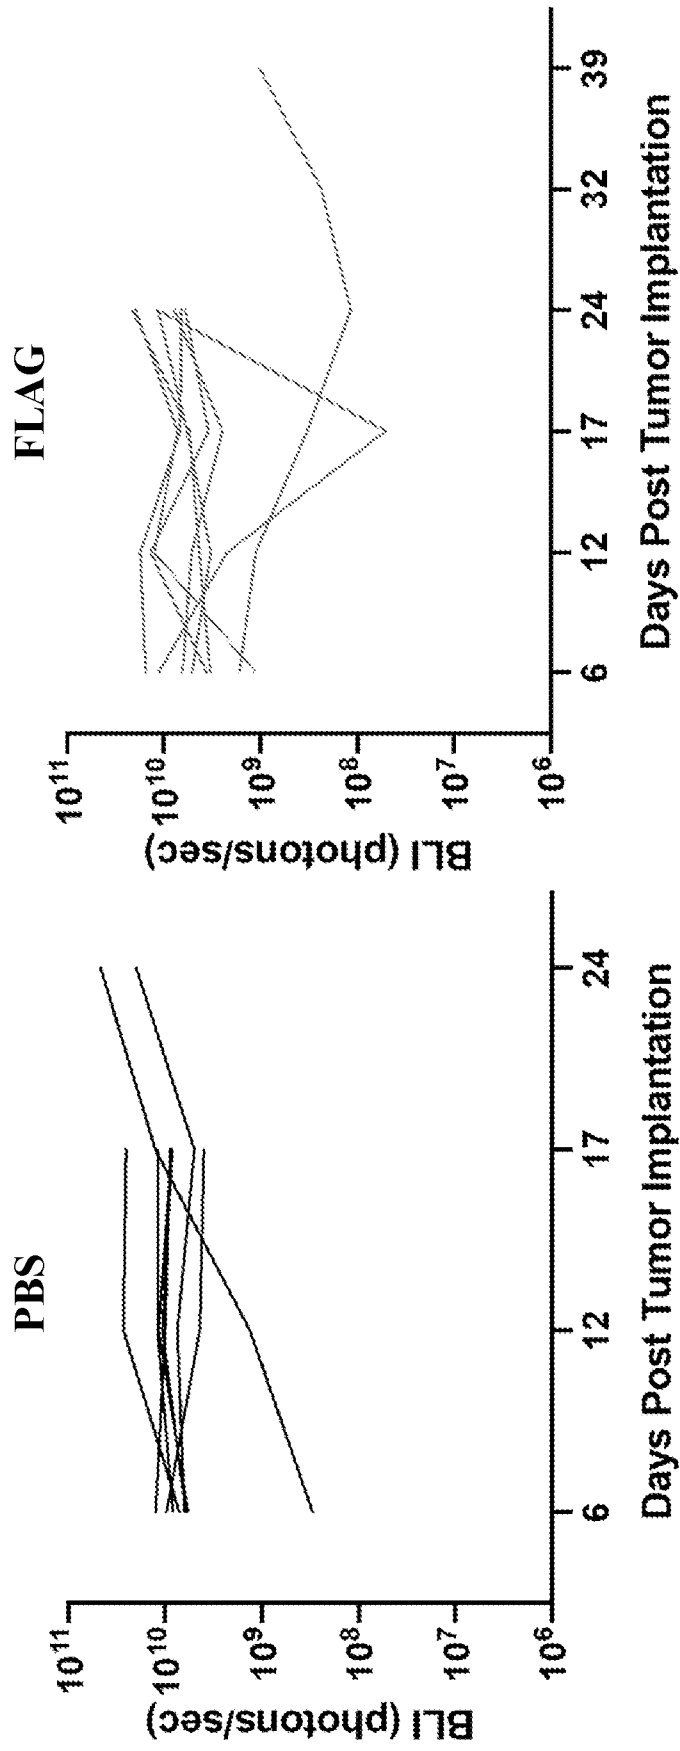 PBS
BLI (photons/sec)
10¹¹
10¹⁰
10⁹
10⁸
10⁷
10⁶
6 12 17 24
Days Post Tumor Implantation
FLAG
BLI (photons/sec)
10¹¹
10¹⁰
10⁹
10⁸
10⁷
10⁶
6 12 17 24 32 39
Days Post Tumor Implantation